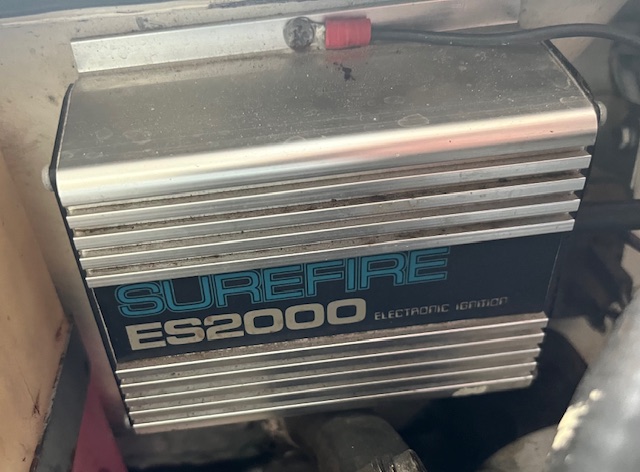 SUREFIRE
ES2000 ELECTRONIC IGNITION